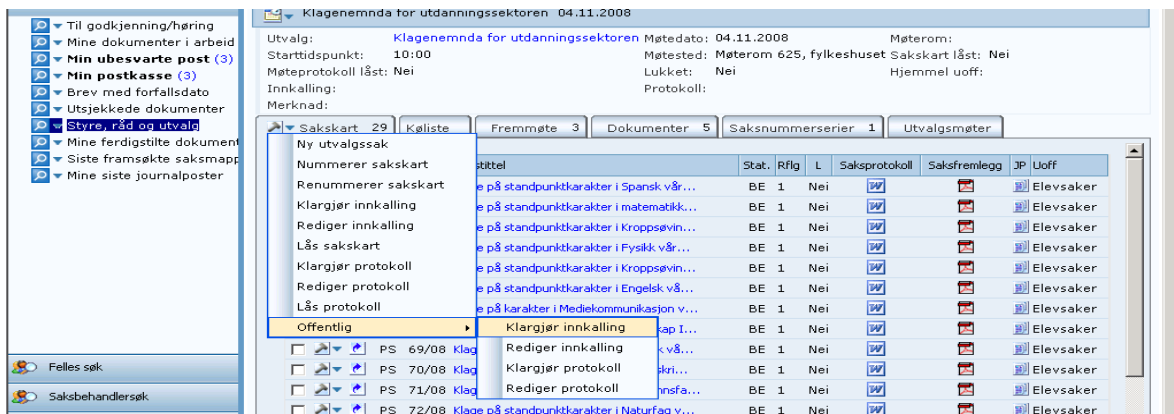 Til godkjenning/høring
Mine dokumenter i arbeid
Min ubesvarte post (3)
Min postkasse (3)
Brev med forfallsdato
Utsjekkede dokumenter
Styre, råd og utvalg
Mine ferdigstilte dokument
Siste framsøkte saksmapp
Mine siste journalposter
Felles søk
Saksbehandlersøk
Klagenemnda for utdanningssektoren 04.11.2008
Utvalg: Klagenemnda for utdanningssektoren Møtedato: 04.11.2008 Møterom:
Starttidspunkt: 10:00 Møtested: Møterom 625, fylkeshuset Sakskart låst: Nei
Møteprotokoll låst: Nei Lukket: Nei Hjemmel uoff:
Innkalling: Protokoll:
Merknad:
Sakskart 29 Køliste Fremmøte 3 Dokumenter 5 Saksnummerserier 1 Utvalgsmøter
Ny utvalgssak
Nummerer sakskart
Renummerer sakskart
Klargjør innkalling
Rediger innkalling
Lås sakskart
Klargjør protokoll
Rediger protokoll
Lås protokoll
Offentlig
Klargjør innkalling
Rediger innkalling
Klargjør protokoll
Rediger protokoll
stittel Stat. Rflg L Saksprotokoll Saksfremlegg JP Uoff
e på standpunktkarakter i Spansk vår... BE 1 Nei Elevsaker
e på standpunktkarakter i matematikk... BE 1 Nei Elevsaker
e på standpunktkarakter i Kroppsøvin... BE 1 Nei Elevsaker
e på standpunktkarakter i Fysikk vår... BE 1 Nei Elevsaker
e på standpunktkarakter i Kroppsøvin... BE 1 Nei Elevsaker
e på standpunktkarakter i Engelsk vå... BE 1 Nei Elevsaker
e på karakter i Mediekommunikasjon v... BE 1 Nei Elevsaker
kap I... BE 1 Nei Elevsaker
PS 69/08 Klag k vå... BE 1 Nei Elevsaker
PS 70/08 Klag skri... BE 1 Nei Elevsaker
PS 71/08 Klag nnsfa... BE 1 Nei Elevsaker
PS 72/08 Klage på standpunktkarakter i Naturfag v... BE 1 Nei Elevsaker